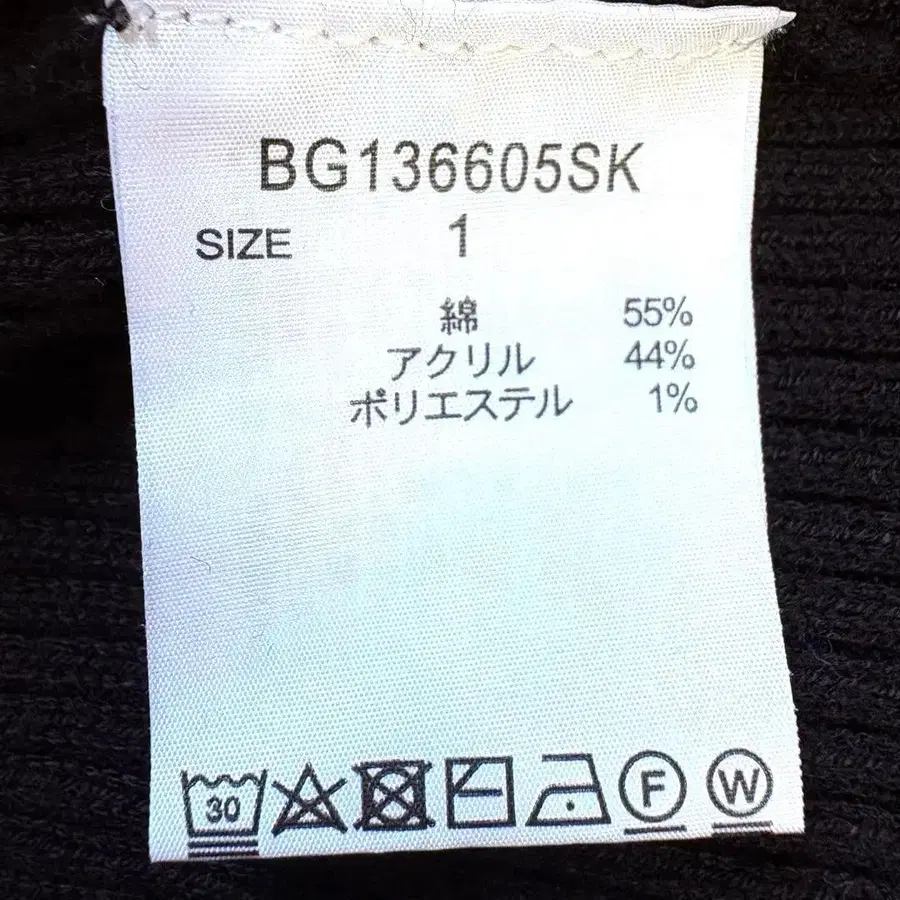 BG136605SK
SIZE 1
綿 55%
アクリル 44%
ポリエステル 1%
30 F W